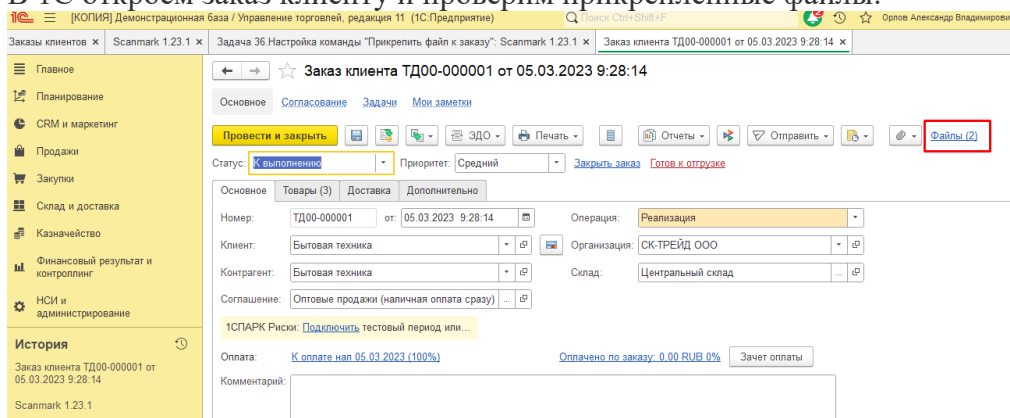 В 1С откроем заказ клиенту и проверим прикрепленные файлы.
[КОПИЯ] Демонстрационная база / Управление торговлей, редакция 11 (1С:Предприятие) Поиск Ctrl+Shift+F Орлов Александр Владимирови
Заказы клиентов × Scanmark 1.23.1 × Задача 36.Настройка команды "Прикрепить файл к заказу": Scanmark 1.23.1 × Заказ клиента ТД00-000001 от 05.03.2023 9:28:14 ×
Главное
Планирование
CRM и маркетинг
Продажи
Закупки
Склад и доставка
Казначейство
Финансовый результат и
контроллинг
НСИ и
администрирование
История
Заказ клиента ТД00-000001 от
05.03.2023 9:28:14
Scanmark 1.23.1
Заказ клиента ТД00-000001 от 05.03.2023 9:28:14
Основное Согласование Задачи Мои заметки
Провести и закрыть ЭДО Печать Отчеты Отправить Файлы (2)
Статус: К выполнению Приоритет: Средний Закрыть заказ Готов к отгрузке
Основное Товары (3) Доставка Дополнительно
Номер: ТД00-000001 от: 05.03.2023 9:28:14 Операция: Реализация
Клиент: Бытовая техника Организация: СК-ТРЕЙД ООО
Контрагент: Бытовая техника Склад: Центральный склад ...
Соглашение: Оптовые продажи (наличная оплата сразу) ...
1СПАРК Риски: Подключить тестовый период или...
Оплата: К оплате нал 05.03.2023 (100%) Оплачено по заказу: 0,00 RUB 0% Зачет оплаты
Комментарий: